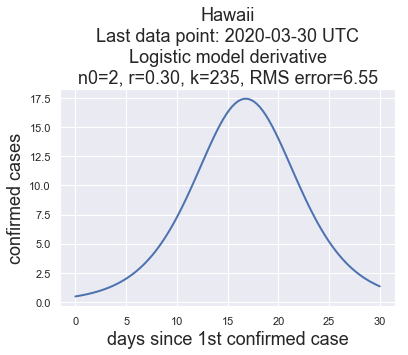 Hawaii
Last data point: 2020-03-30 UTC
Logistic model derivative
n0=2, r=0.30, k=235, RMS error=6.55
17.5
15.0
12.5
10.0
7.5
5.0
2.5
0.0
confirmed cases
0 5 10 15 20 25 30
days since 1st confirmed case